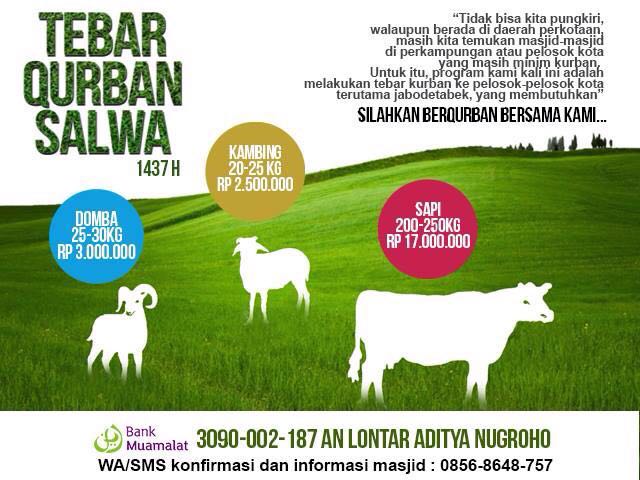 TEBAR
QURBAN
SALWA
1437 H
“Tidak bisa kita pungkiri,
walaupun berada di daerah perkotaan,
masih kita temukan masjid-masjid
di perkampungan atau pelosok kota
yang masih minim kurban.
Untuk itu, program kami kali ini adalah
melakukan tebar kurban ke pelosok-pelosok kota
terutama jabodetabek, yang membutuhkan”
SILAHKAN BERQURBAN BERSAMA KAMI...
KAMBING
20-25 KG
RP 2.500.000
DOMBA
25-30KG
RP 3.000.000
SAPI
200-250KG
RP 17.000.000
Bank
Muamalat
3090-002-187 AN LONTAR ADITYA NUGROHO
WA/SMS konfirmasi dan informasi masjid : 0856-8648-757